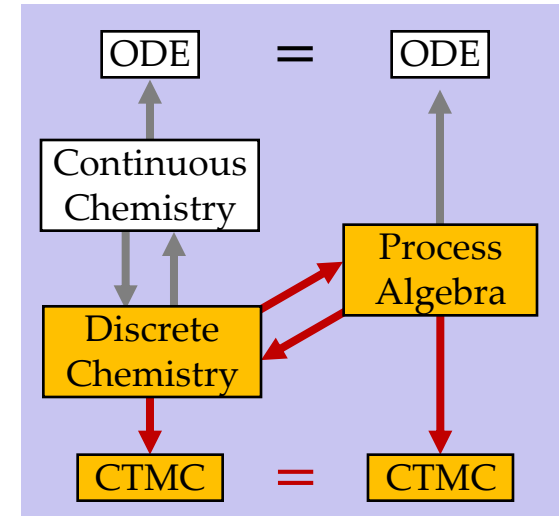 ODE = ODE
Continuous
Chemistry
Process
Algebra
Discrete
Chemistry
CTMC = CTMC